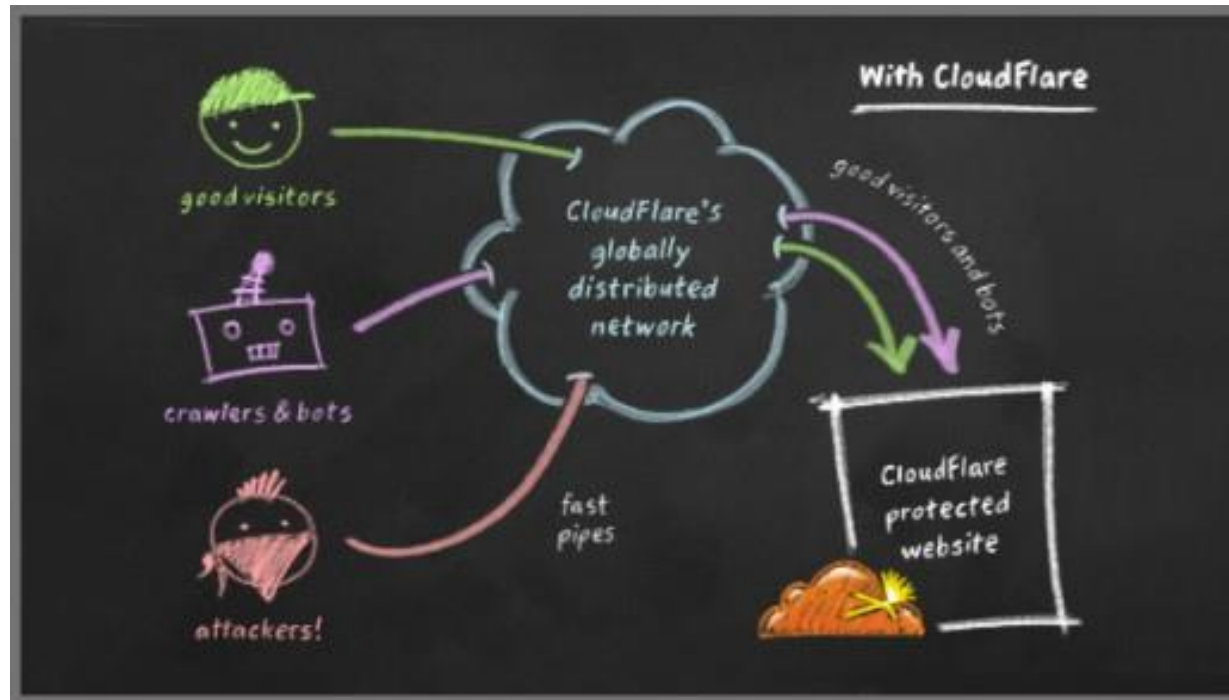 With CloudFlare
good visitors
CloudFlare's
globally
distributed
network
good visitors and bots
crawlers & bots
attackers!
fast
pipes
CloudFlare
protected
website